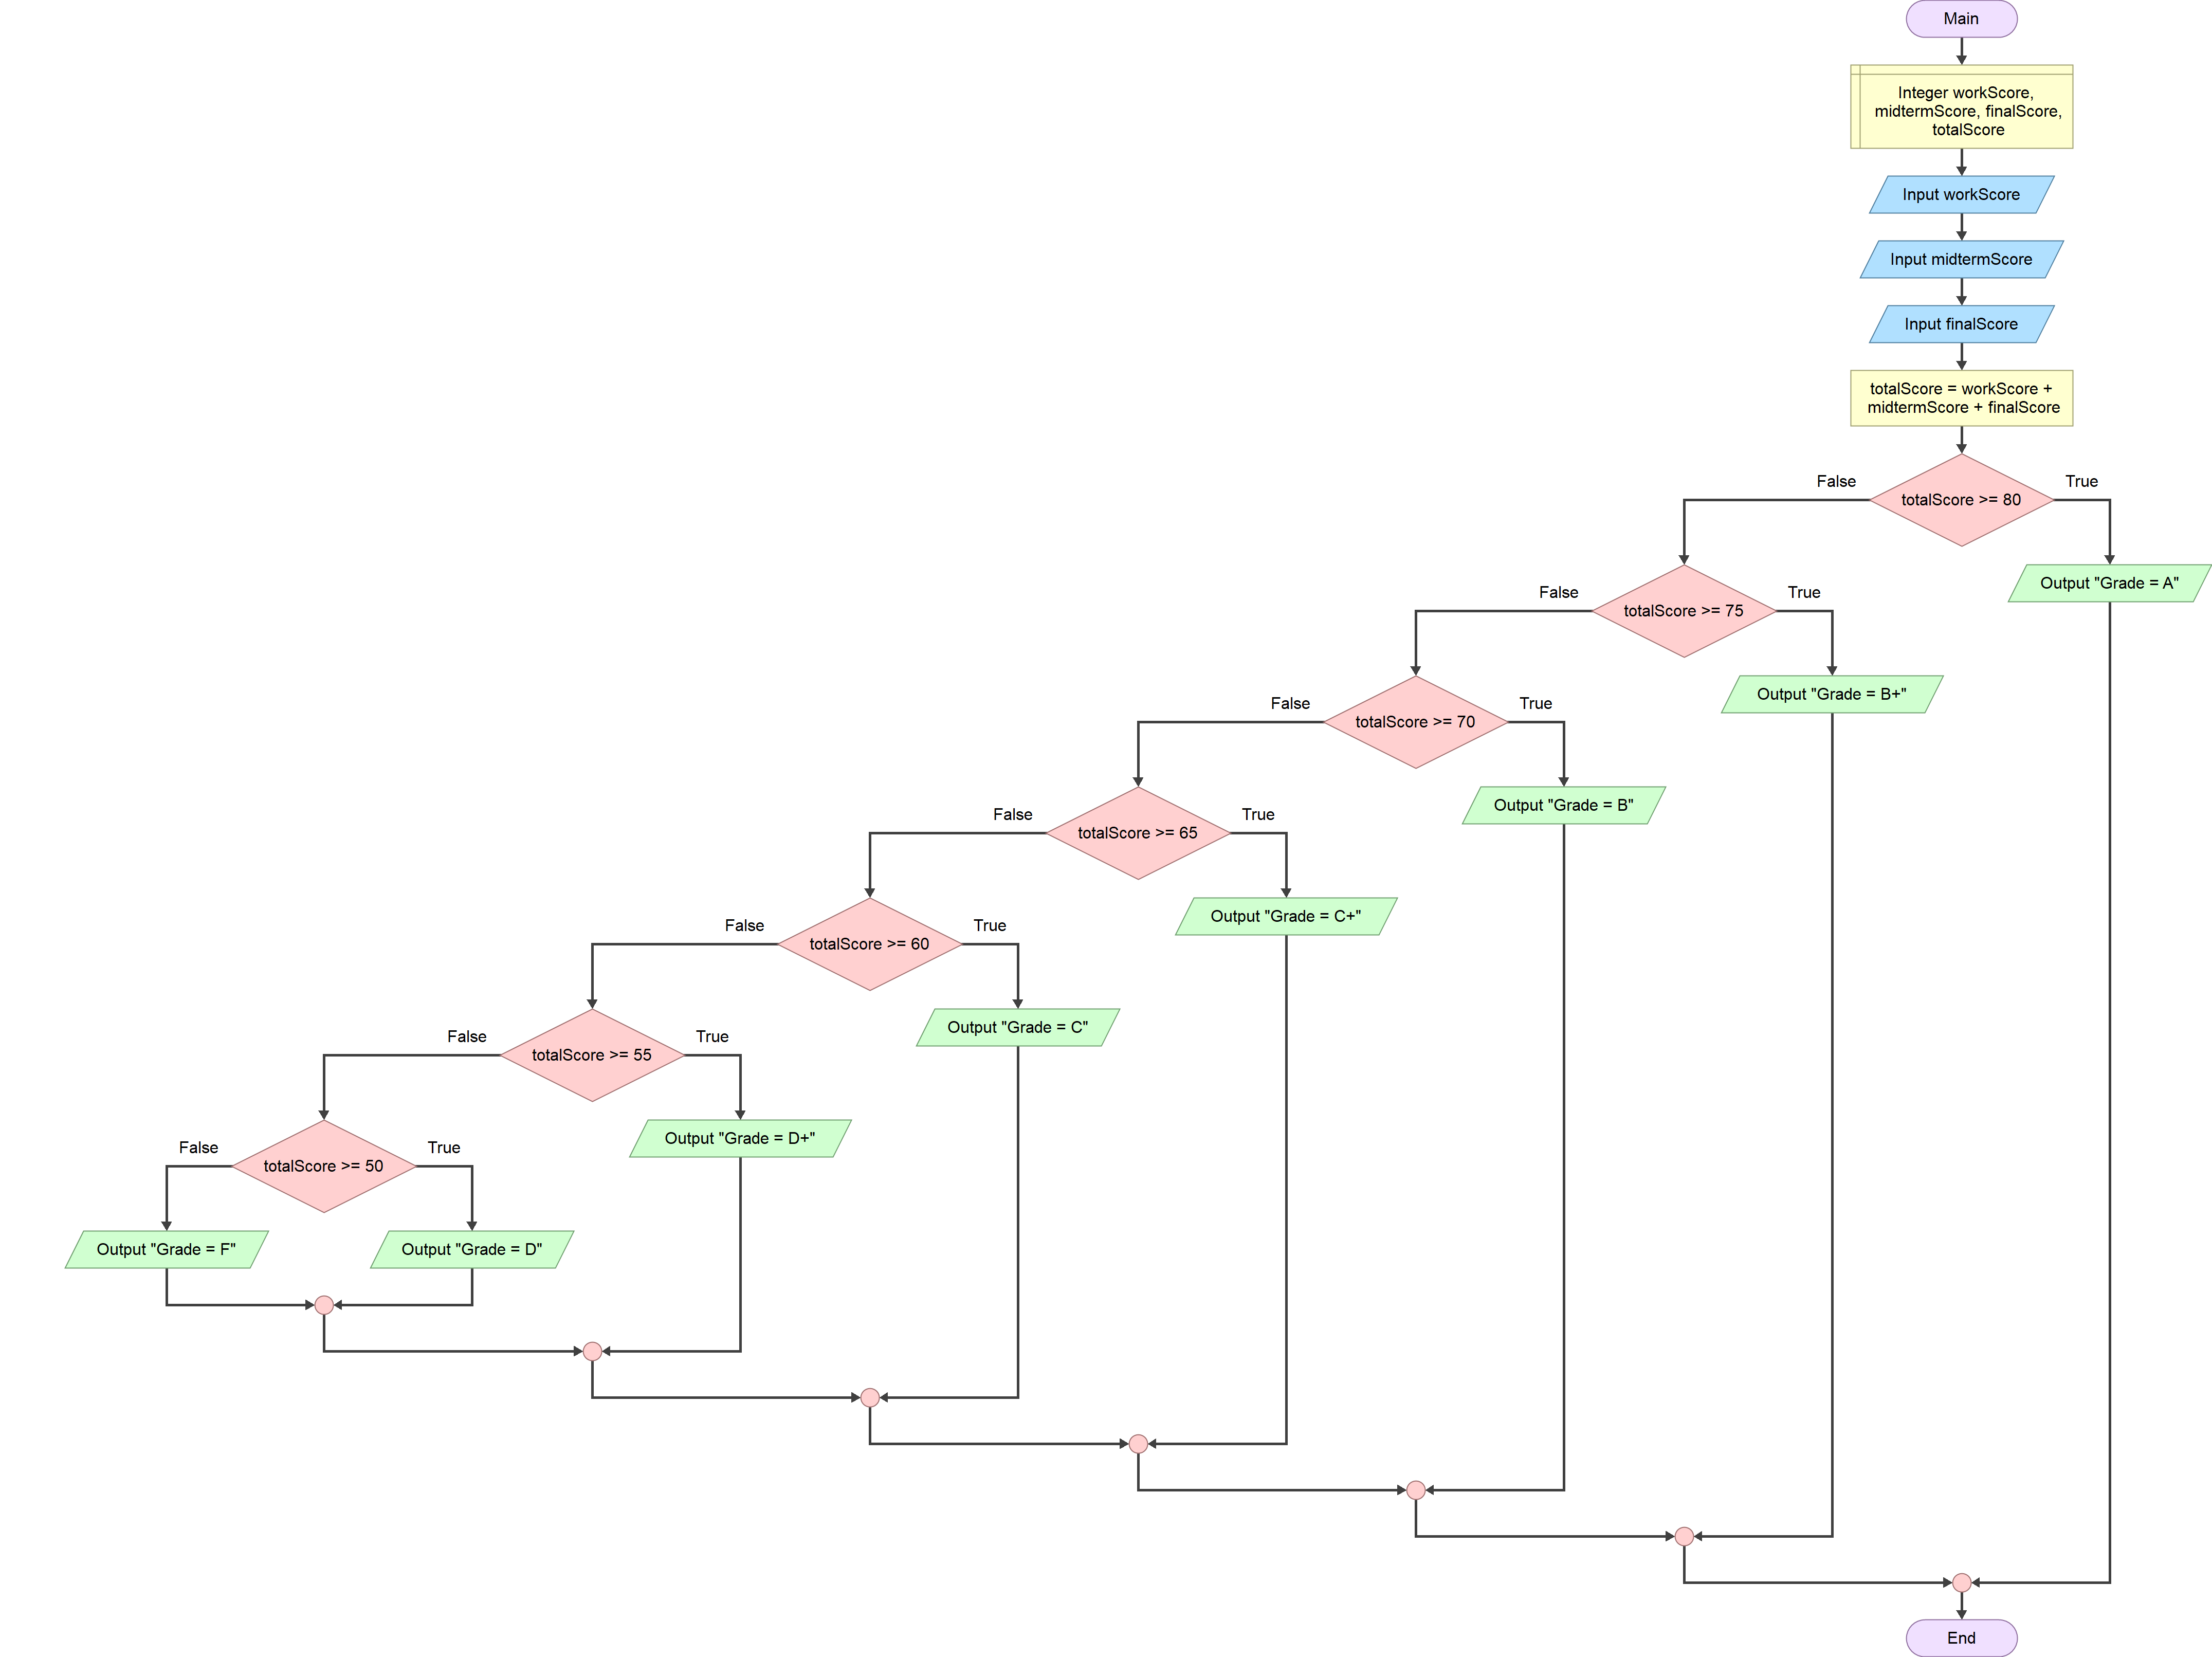 Main
Integer workScore,
midtermScore, finalScore,
totalScore
Input workScore
Input midtermScore
Input finalScore
totalScore = workScore +
midtermScore + finalScore
False
True
totalScore >= 80
Output "Grade = A"
False
True
totalScore >= 75
Output "Grade = B+"
False
True
totalScore >= 70
Output "Grade = B"
False
True
totalScore >= 65
Output "Grade = C+"
False
True
totalScore >= 60
Output "Grade = C"
False
True
totalScore >= 55
Output "Grade = D+"
False
True
totalScore >= 50
Output "Grade = F"
Output "Grade = D"
End